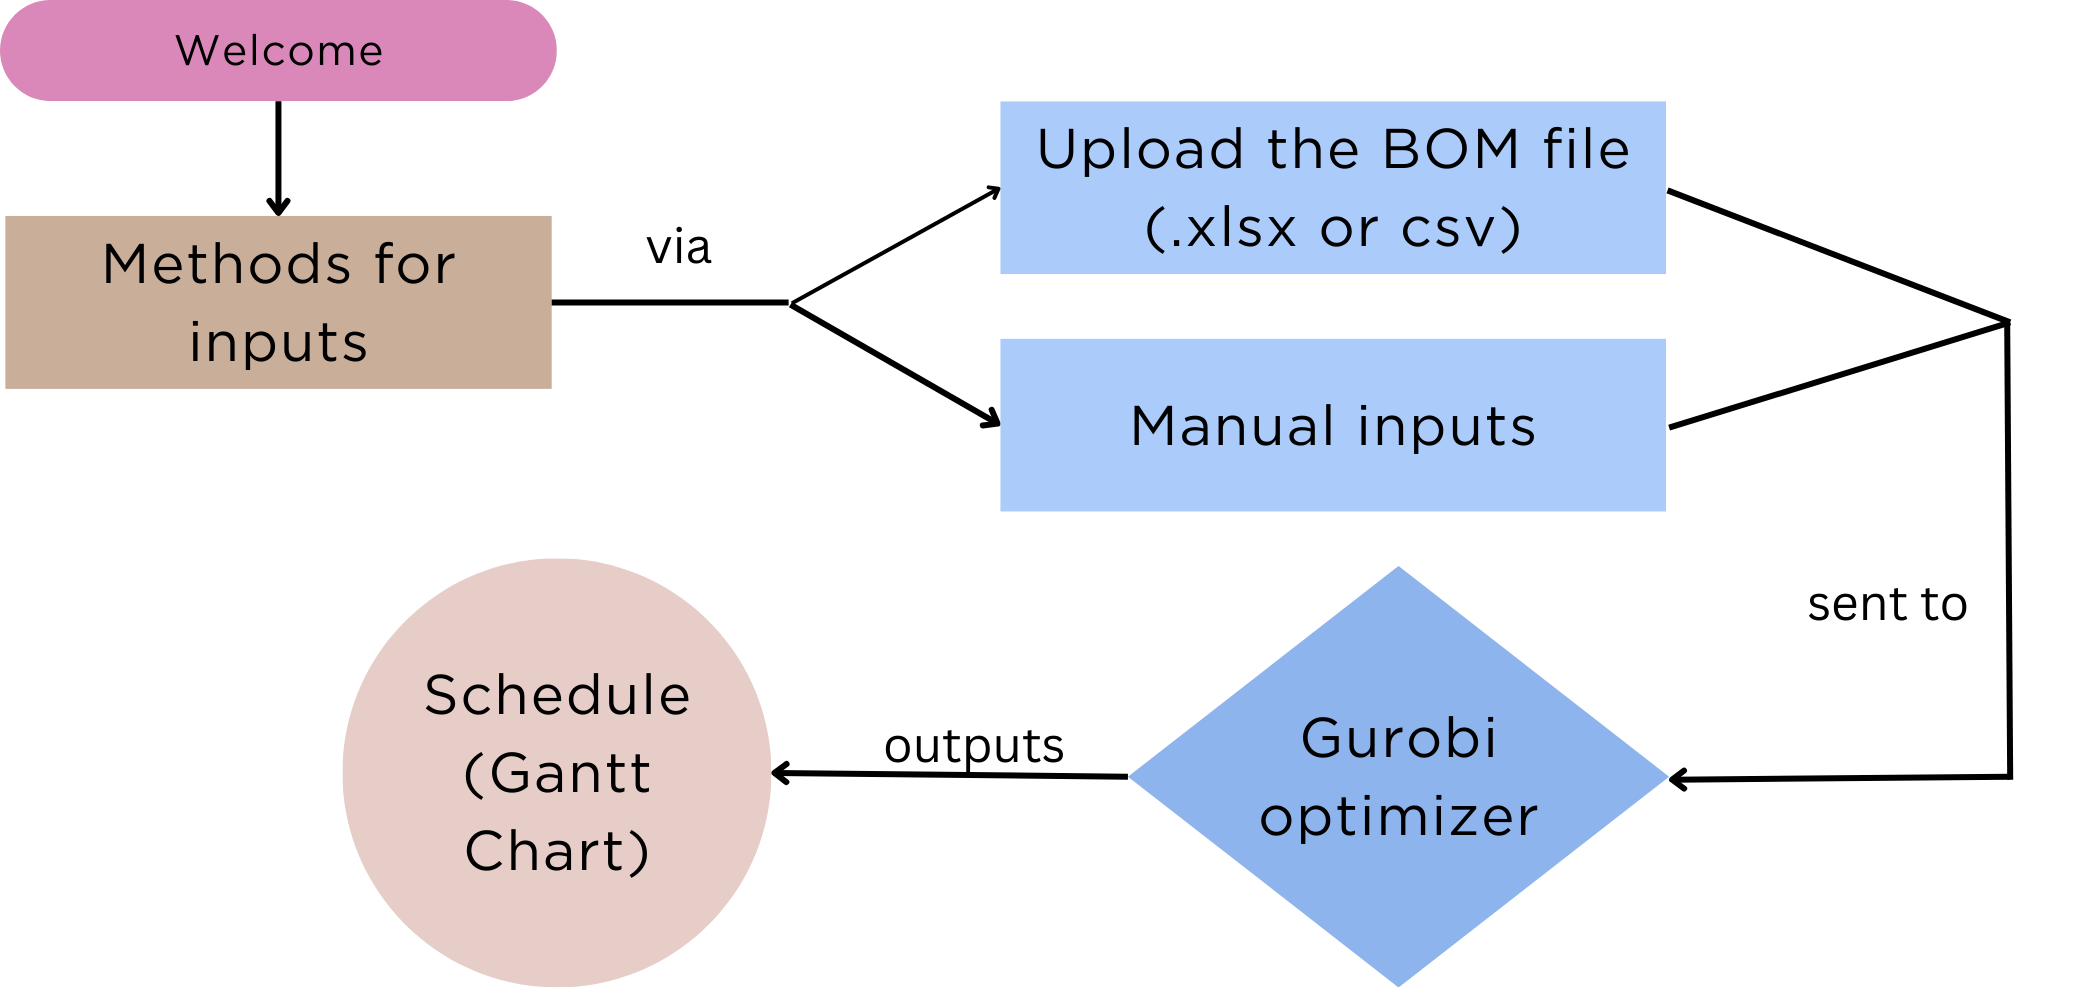 Welcome
Methods for
inputs
via
Upload the BOM file
(.xlsx or csv)
Manual inputs
sent to
Gurobi
optimizer
outputs
Schedule
(Gantt
Chart)